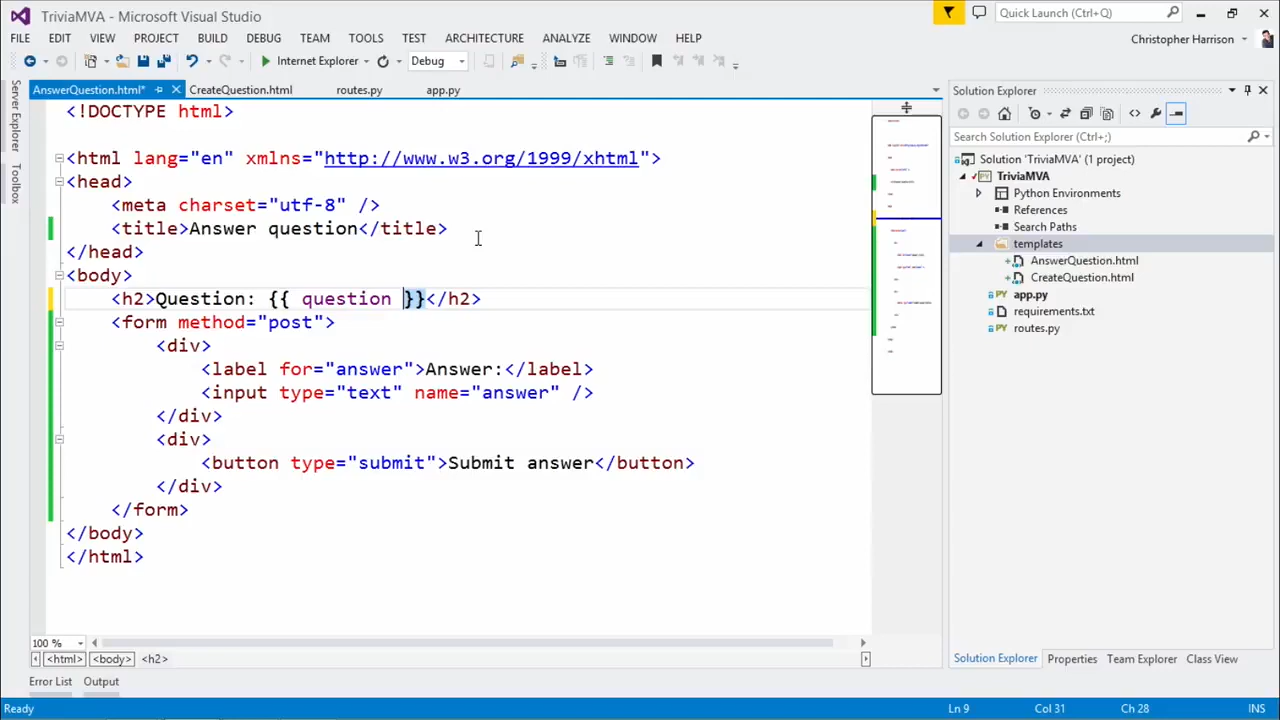 TriviaMVA - Microsoft Visual Studio
Quick Launch (Ctrl+Q)
FILE EDIT VIEW PROJECT BUILD DEBUG TEAM TOOLS TEST ARCHITECTURE ANALYZE WINDOW HELP
Christopher Harrison
Internet Explorer
Debug
Server Explorer
Toolbox
AnswerQuestion.html*
CreateQuestion.html
routes.py
app.py
<!DOCTYPE html>
<html lang="en" xmlns="http://www.w3.org/1999/xhtml">
<head>
<meta charset="utf-8" />
<title>Answer question</title>
</head>
<body>
<h2>Question: {{ question }}</h2>
<form method="post">
<div>
<label for="answer">Answer:</label>
<input type="text" name="answer" />
</div>
<div>
<button type="submit">Submit answer</button>
</div>
</form>
</body>
</html>
100 %
<html> <body> <h2>
Error List Output
Solution Explorer
Search Solution Explorer (Ctrl+;)
Solution 'TriviaMVA' (1 project)
TriviaMVA
Python Environments
References
Search Paths
templates
AnswerQuestion.html
CreateQuestion.html
app.py
requirements.txt
routes.py
Solution Explorer Properties Team Explorer Class View
Ready
Ln 9 Col 31 Ch 28 INS